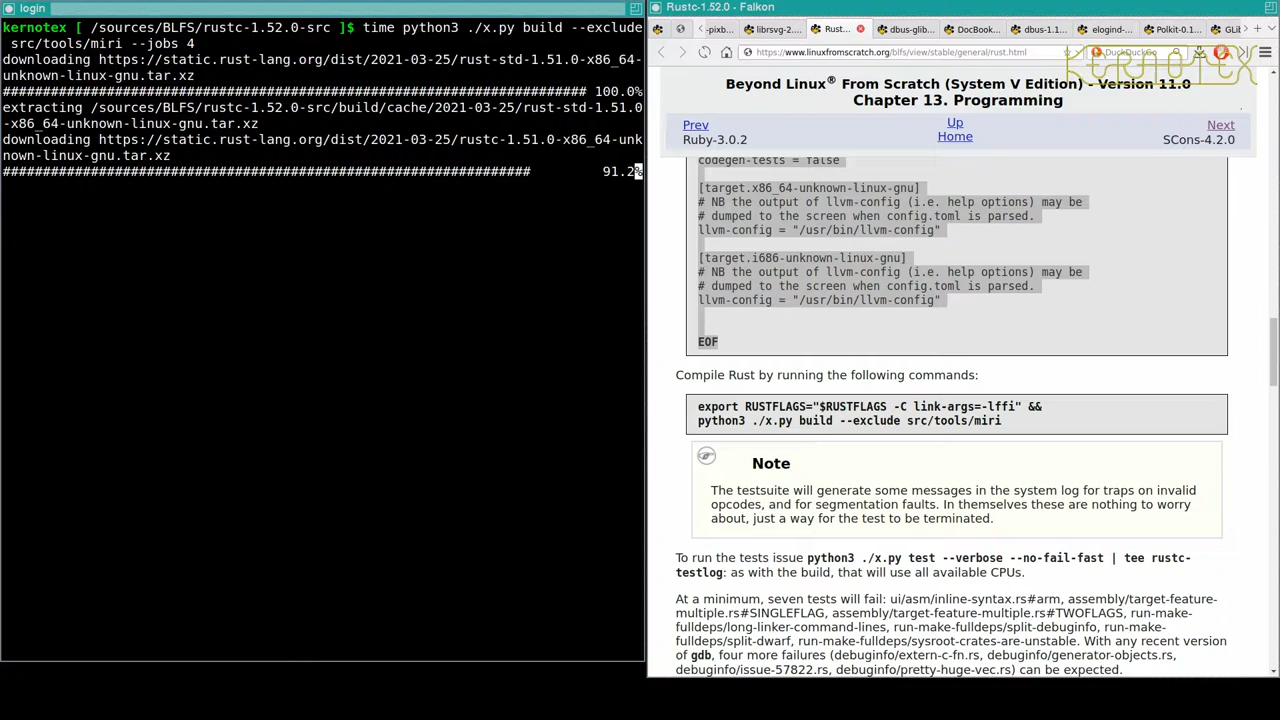 login
kernotex [ /sources/BLFS/rustc-1.52.0-src ]$ time python3 ./x.py build --exclude
src/tools/miri --jobs 4
downloading https://static.rust-lang.org/dist/2021-03-25/rust-std-1.51.0-x86_64-
unknown-linux-gnu.tar.xz
######################################################################## 100.0%
extracting /sources/BLFS/rustc-1.52.0-src/build/cache/2021-03-25/rust-std-1.51.0
-x86_64-unknown-linux-gnu.tar.xz
downloading https://static.rust-lang.org/dist/2021-03-25/rustc-1.51.0-x86_64-unk
nown-linux-gnu.tar.xz
################################################################## 91.2%
Rustc-1.52.0 - Falkon
-pixb
librsvg-2.
Rust...
dbus-glib
DocBook
dbus-1.1
elogind-
Polkit-0.1
GLi
https://www.linuxfromscratch.org/blfs/view/stable/general/rust.html
DuckDuckGo
KERNOTEX
Beyond Linux® From Scratch (System V Edition) - Version 11.0
Chapter 13. Programming
Prev
Up
Next
Ruby-3.0.2
Home
SCons-4.2.0
codegen-tests = false
[target.x86_64-unknown-linux-gnu]
# NB the output of llvm-config (i.e. help options) may be
# dumped to the screen when config.toml is parsed.
llvm-config = "/usr/bin/llvm-config"
[target.i686-unknown-linux-gnu]
# NB the output of llvm-config (i.e. help options) may be
# dumped to the screen when config.toml is parsed.
llvm-config = "/usr/bin/llvm-config"
EOF
Compile Rust by running the following commands:
export RUSTFLAGS="$RUSTFLAGS -C link-args=-lffi" &&
python3 ./x.py build --exclude src/tools/miri
Note
The testsuite will generate some messages in the system log for traps on invalid
opcodes, and for segmentation faults. In themselves these are nothing to worry
about, just a way for the test to be terminated.
To run the tests issue python3 ./x.py test --verbose --no-fail-fast | tee rustc-
testlog: as with the build, that will use all available CPUs.
At a minimum, seven tests will fail: ui/asm/inline-syntax.rs#arm, assembly/target-feature-
multiple.rs#SINGLEFLAG, assembly/target-feature-multiple.rs#TWOFLAGS, run-make-
fulldeps/long-linker-command-lines, run-make-fulldeps/split-debuginfo, run-make-
fulldeps/split-dwarf, run-make-fulldeps/sysroot-crates-are-unstable. With any recent version
of gdb, four more failures (debuginfo/extern-c-fn.rs, debuginfo/generator-objects.rs,
debuginfo/issue-57822.rs, debuginfo/pretty-huge-vec.rs) can be expected.